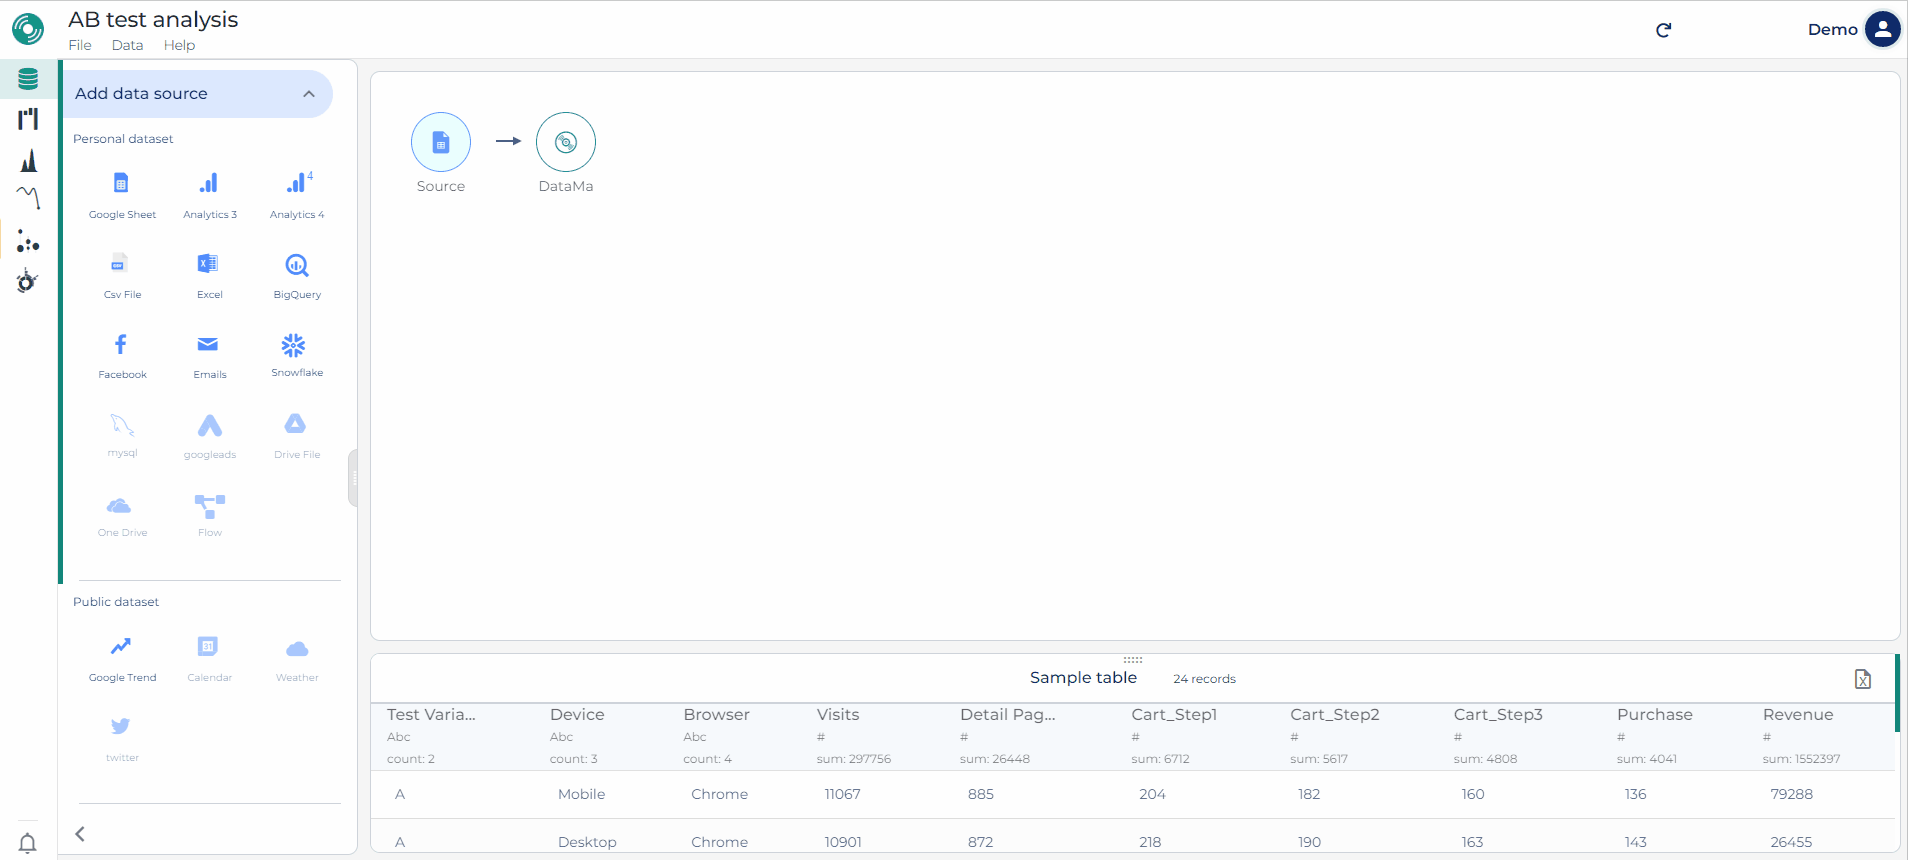 AB test analysis
File Data Help
Demo
Add data source
Personal dataset
Google Sheet Analytics 3 Analytics 4
4
Csv File Excel BigQuery
Facebook Emails Snowflake
mysql googleads Drive File
One Drive Flow
Public dataset
31
Google Trend Calendar Weather
twitter
Source DataMa
Sample table 24 records
Test Varia... Device Browser Visits Detail Pag... Cart_Step1 Cart_Step2 Cart_Step3 Purchase Revenue
Abc Abc Abc # # # # # # #
count: 2 count: 3 count: 4 sum: 297756 sum: 26448 sum: 6712 sum: 5617 sum: 4808 sum: 4041 sum: 1552397
A Mobile Chrome 11067 885 204 182 160 136 79288
A Desktop Chrome 10901 872 218 190 163 143 26455